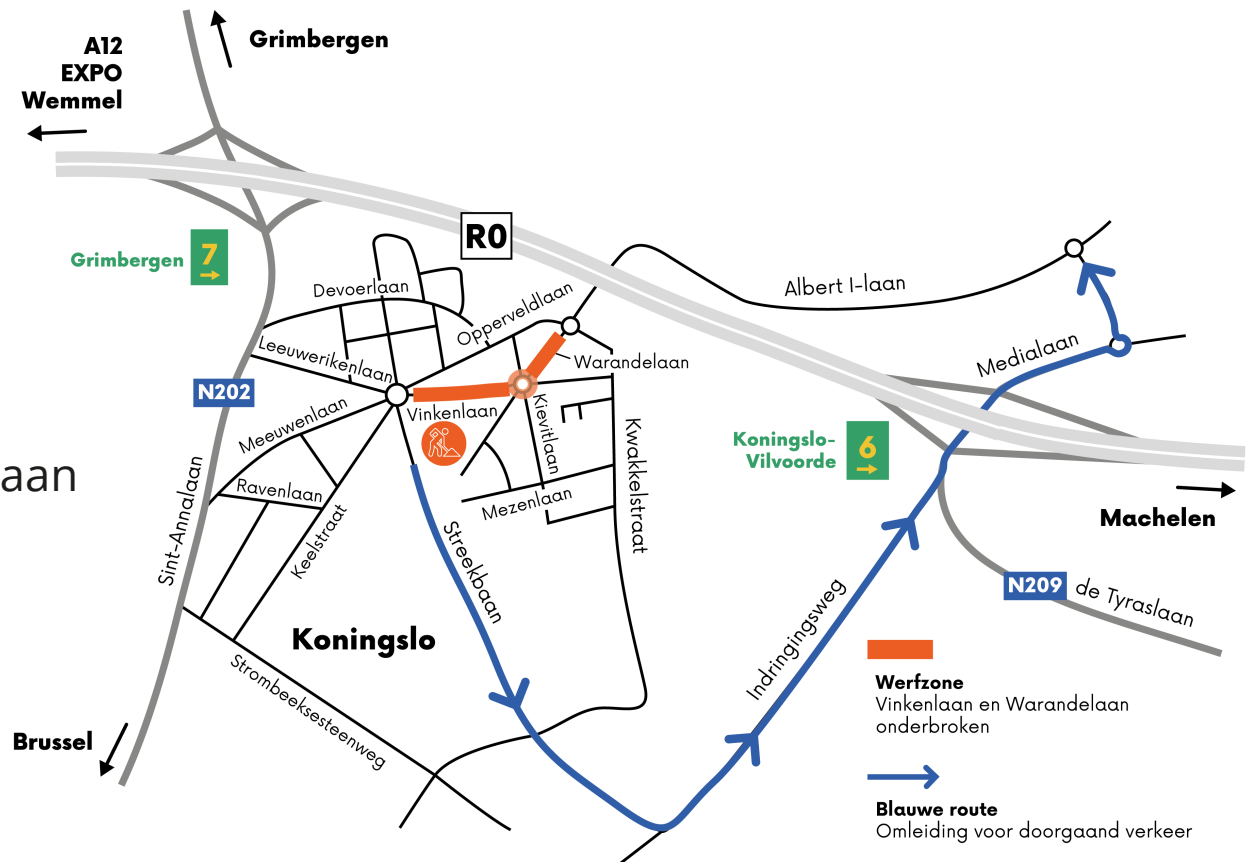 A12
EXPO
Wemmel
Grimbergen
R0
Grimbergen
7
Devoerlaan
Opperveldlaan
Albert I-laan
Leeuwerikenlaan
Warandelaan
Medialaan
N202
Vinkenlaan
Kievitlaan
Meeuwenlaan
Kwakkelstraat
Koningslo-
Vilvoorde
6
aan
Ravenlaan
Mezenlaan
Machelen
Sint-Annalaan
Keelstraat
Streekbaan
N209
de Tyraslaan
Indringingsweg
Koningslo
Strombeeksesteenweg
Brussel
Werfzone
Vinkenlaan en Warandelaan
onderbroken
Blauwe route
Omleiding voor doorgaand verkeer